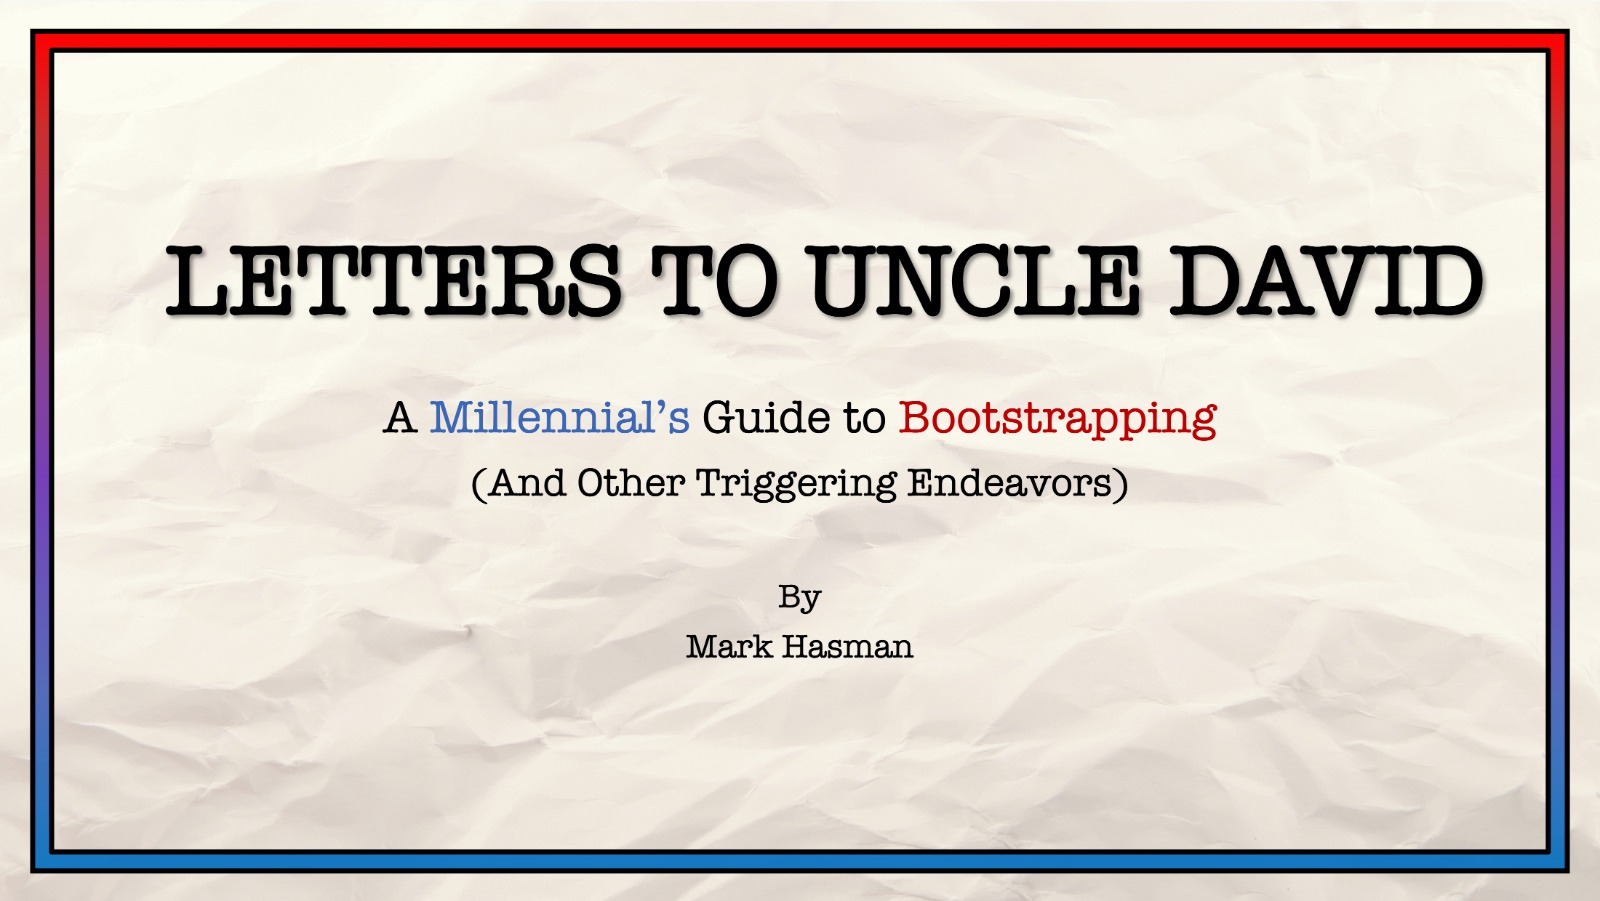 LETTERS TO UNCLE DAVID
A Millennial’s Guide to Bootstrapping
(And Other Triggering Endeavors)
By
Mark Hasman